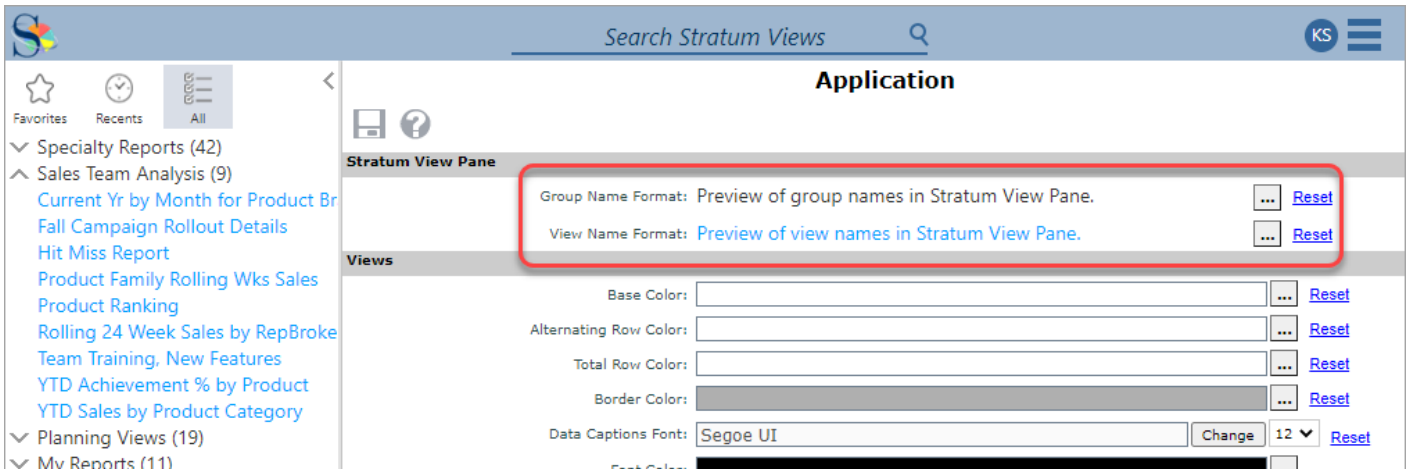 Search Stratum Views
KS
Favorites
Recents
All
Specialty Reports (42)
Sales Team Analysis (9)
Current Yr by Month for Product Br
Fall Campaign Rollout Details
Hit Miss Report
Product Family Rolling Wks Sales
Product Ranking
Rolling 24 Week Sales by RepBroke
Team Training, New Features
YTD Achievement % by Product
YTD Sales by Product Category
Planning Views (19)
My Reports (11)
Application
Stratum View Pane
Group Name Format: Preview of group names in Stratum View Pane. ... Reset
View Name Format: Preview of view names in Stratum View Pane. ... Reset
Views
Base Color: ... Reset
Alternating Row Color: ... Reset
Total Row Color: ... Reset
Border Color: ... Reset
Data Captions Font: Segoe UI Change 12 Reset
Font Color: